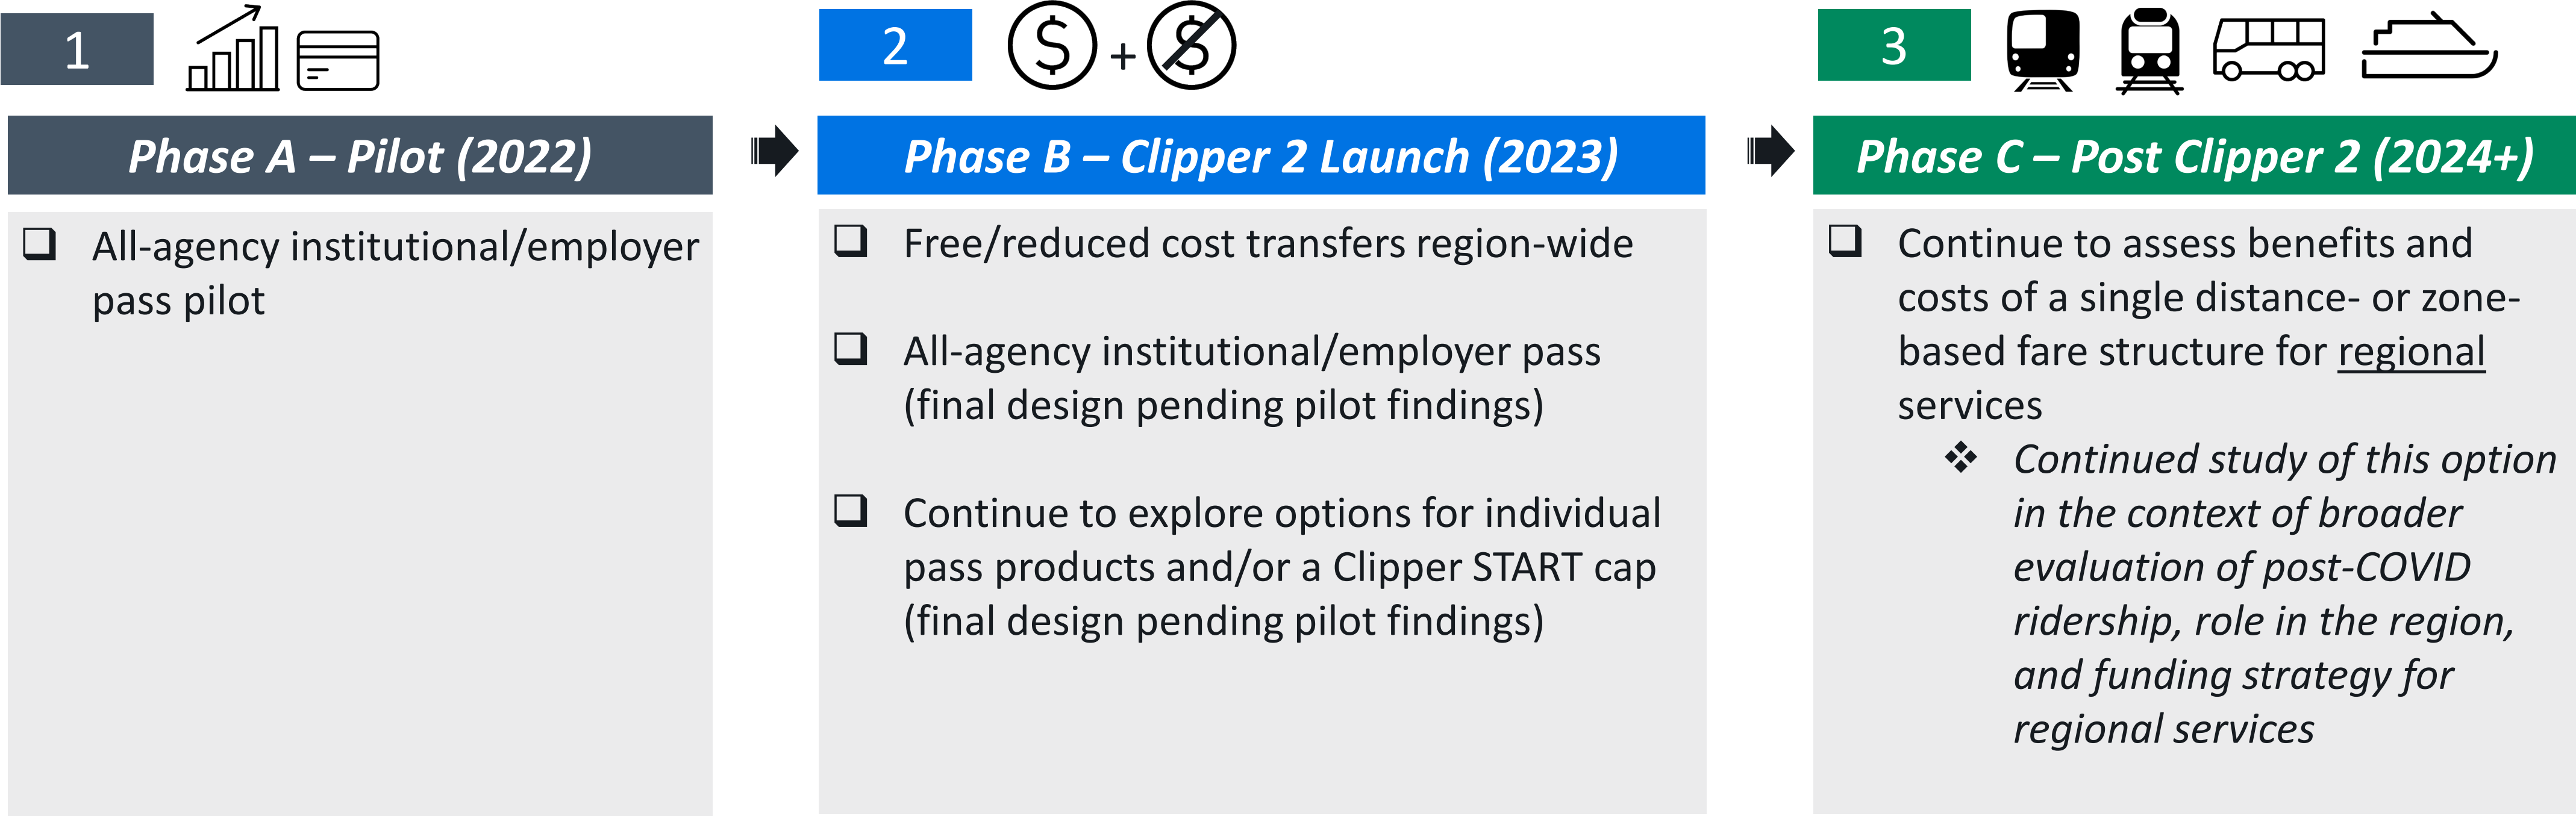 1
Phase A – Pilot (2022)
All-agency institutional/employer
pass pilot
2
$ + $
Phase B – Clipper 2 Launch (2023)
Free/reduced cost transfers region-wide
All-agency institutional/employer pass
(final design pending pilot findings)
Continue to explore options for individual
pass products and/or a Clipper START cap
(final design pending pilot findings)
3
Phase C – Post Clipper 2 (2024+)
Continue to assess benefits and
costs of a single distance- or zone-
based fare structure for regional
services
Continued study of this option
in the context of broader
evaluation of post-COVID
ridership, role in the region,
and funding strategy for
regional services